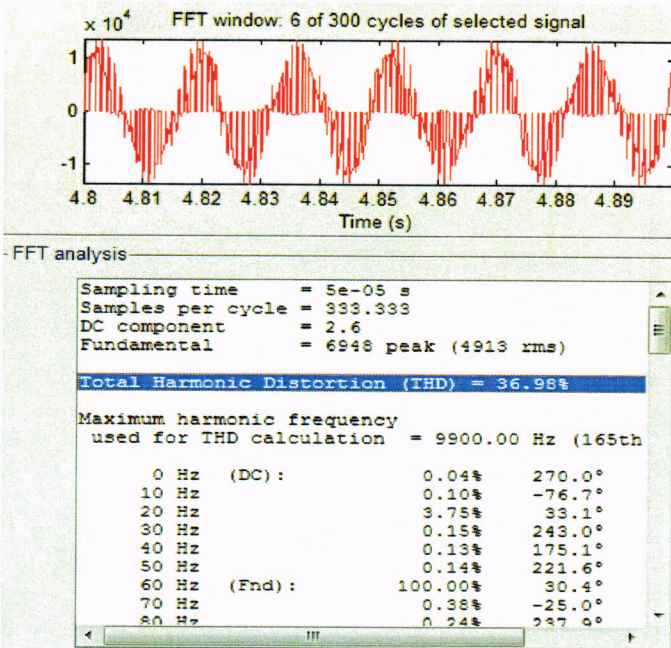 x 10^4 FFT window: 6 of 300 cycles of selected signal
1
0
-1
4.8 4.81 4.82 4.83 4.84 4.85 4.86 4.87 4.88 4.89
Time (s)
FFT analysis
Sampling time = 5e-05 s
Samples per cycle = 333.333
DC component = 2.6
Fundamental = 6948 peak (4913 rms)
Total Harmonic Distortion (THD) = 36.98%
Maximum harmonic frequency
used for THD calculation = 9900.00 Hz (165th
0 Hz (DC): 0.04% 270.0°
10 Hz 0.10% -76.7°
20 Hz 3.75% 33.1°
30 Hz 0.15% 243.0°
40 Hz 0.13% 175.1°
50 Hz 0.14% 221.6°
60 Hz (Fnd): 100.00% 30.4°
70 Hz 0.38% -25.0°
80 Hz 0.24% 237.9°